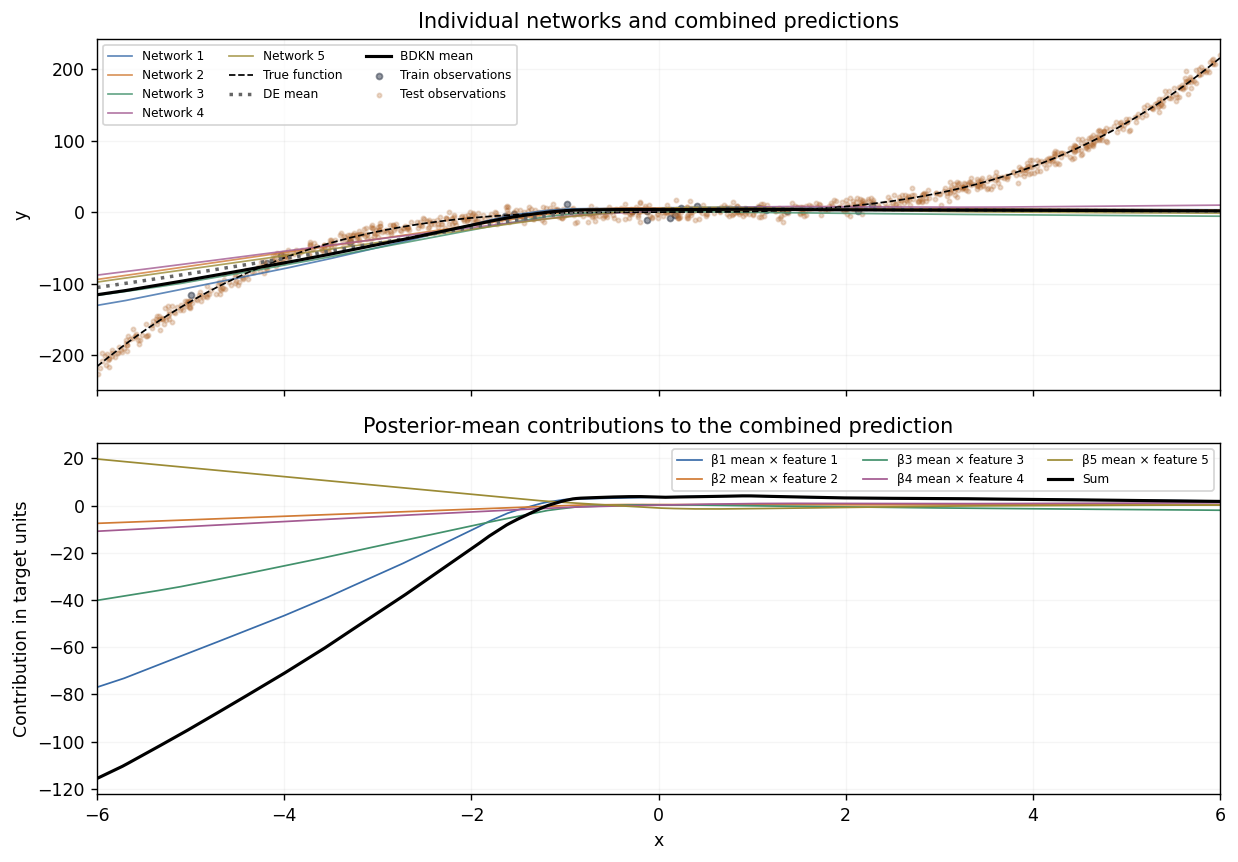 Individual networks and combined predictions
Network 1
Network 2
Network 3
Network 4
Network 5
True function
DE mean
BDKN mean
Train observations
Test observations
200
100
0
−100
−200
y
Posterior-mean contributions to the combined prediction
β1 mean × feature 1
β2 mean × feature 2
β3 mean × feature 3
β4 mean × feature 4
β5 mean × feature 5
Sum
20
0
−20
−40
−60
−80
−100
−120
Contribution in target units
−6
−4
−2
0
2
4
6
x